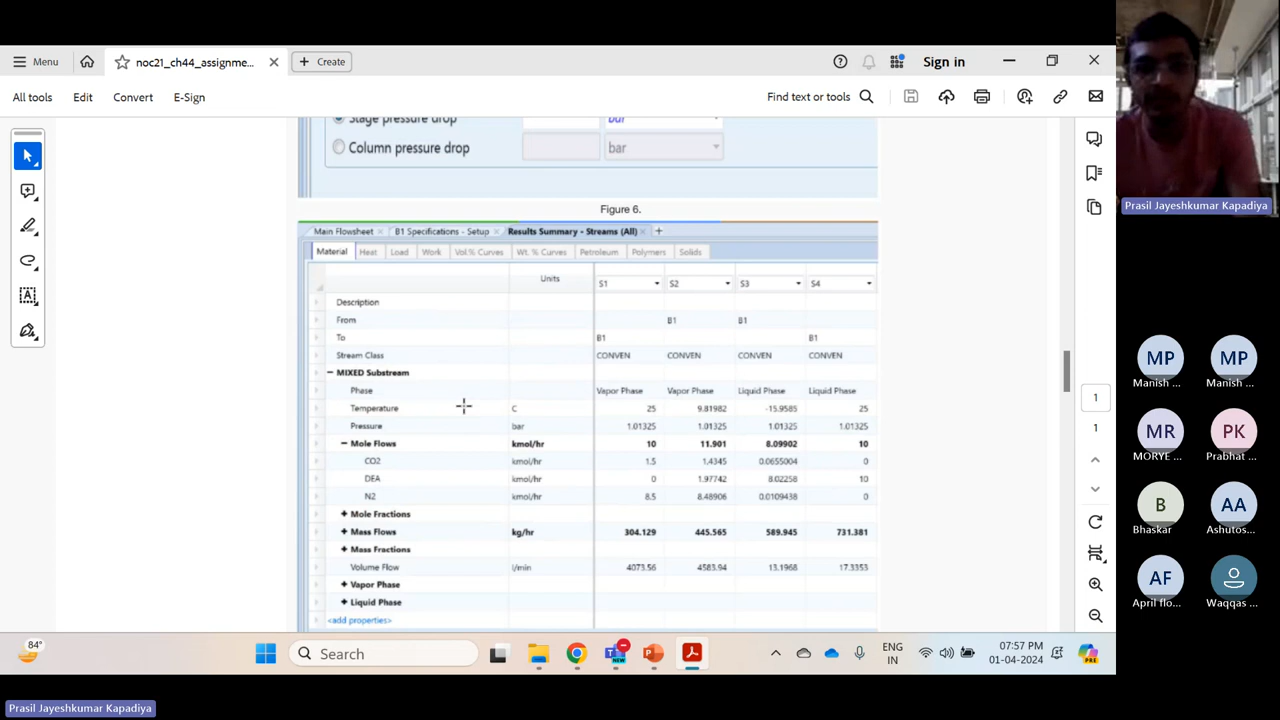 Menu
noc21_ch44_assignme...
Create
Sign in
All tools
Edit
Convert
E-Sign
Find text or tools
Stage pressure drop
bar
Column pressure drop
bar
Figure 6.
Main Flowsheet
B1 Specifications - Setup
Results Summary - Streams (All)
Material
Heat
Load
Work
Vol.% Curves
Wt. % Curves
Petroleum
Polymers
Solids
Units S1 S2 S3 S4
Description
From B1 B1
To B1 B1
Stream Class CONVEN CONVEN CONVEN CONVEN
MIXED Substream
Phase Vapor Phase Vapor Phase Liquid Phase Liquid Phase
Temperature C 25 9.81982 -15.9585 25
Pressure bar 1.01325 1.01325 1.01325 1.01325
Mole Flows kmol/hr 10 11.901 8.09902 10
CO2 kmol/hr 1.5 1.4345 0.0655004 0
DEA kmol/hr 0 1.97742 8.02258 10
N2 kmol/hr 8.5 8.48906 0.0109438 0
Mole Fractions
Mass Flows kg/hr 304.129 445.565 589.945 731.381
Mass Fractions
Volume Flow l/min 4073.56 4583.94 13.1968 17.3353
Vapor Phase
Liquid Phase
<add properties>
1
1
84°
Search
NEW
ENG
IN
07:57 PM
01-04-2024
PRE
Prasil Jayeshkumar Kapadiya
MP
Manish ...
MP
Manish ...
MR
MORYE ...
PK
Prabhat ...
B
Bhaskar
AA
Ashutos...
AF
April flo...
Waqqas ...
Prasil Jayeshkumar Kapadiya